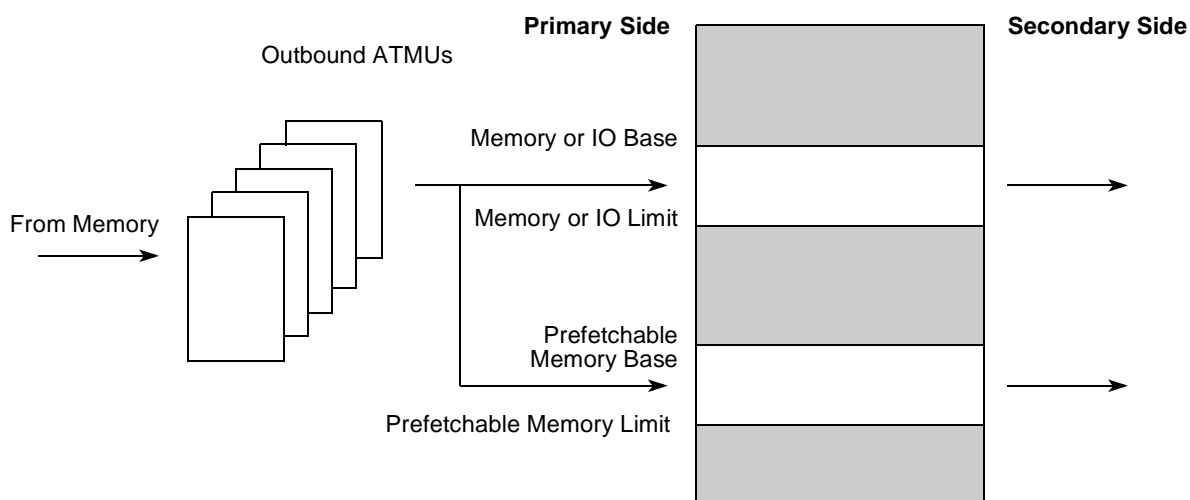 Primary Side
Secondary Side
Outbound ATMUs
Memory or IO Base
Memory or IO Limit
From Memory
Prefetchable
Memory Base
Prefetchable Memory Limit